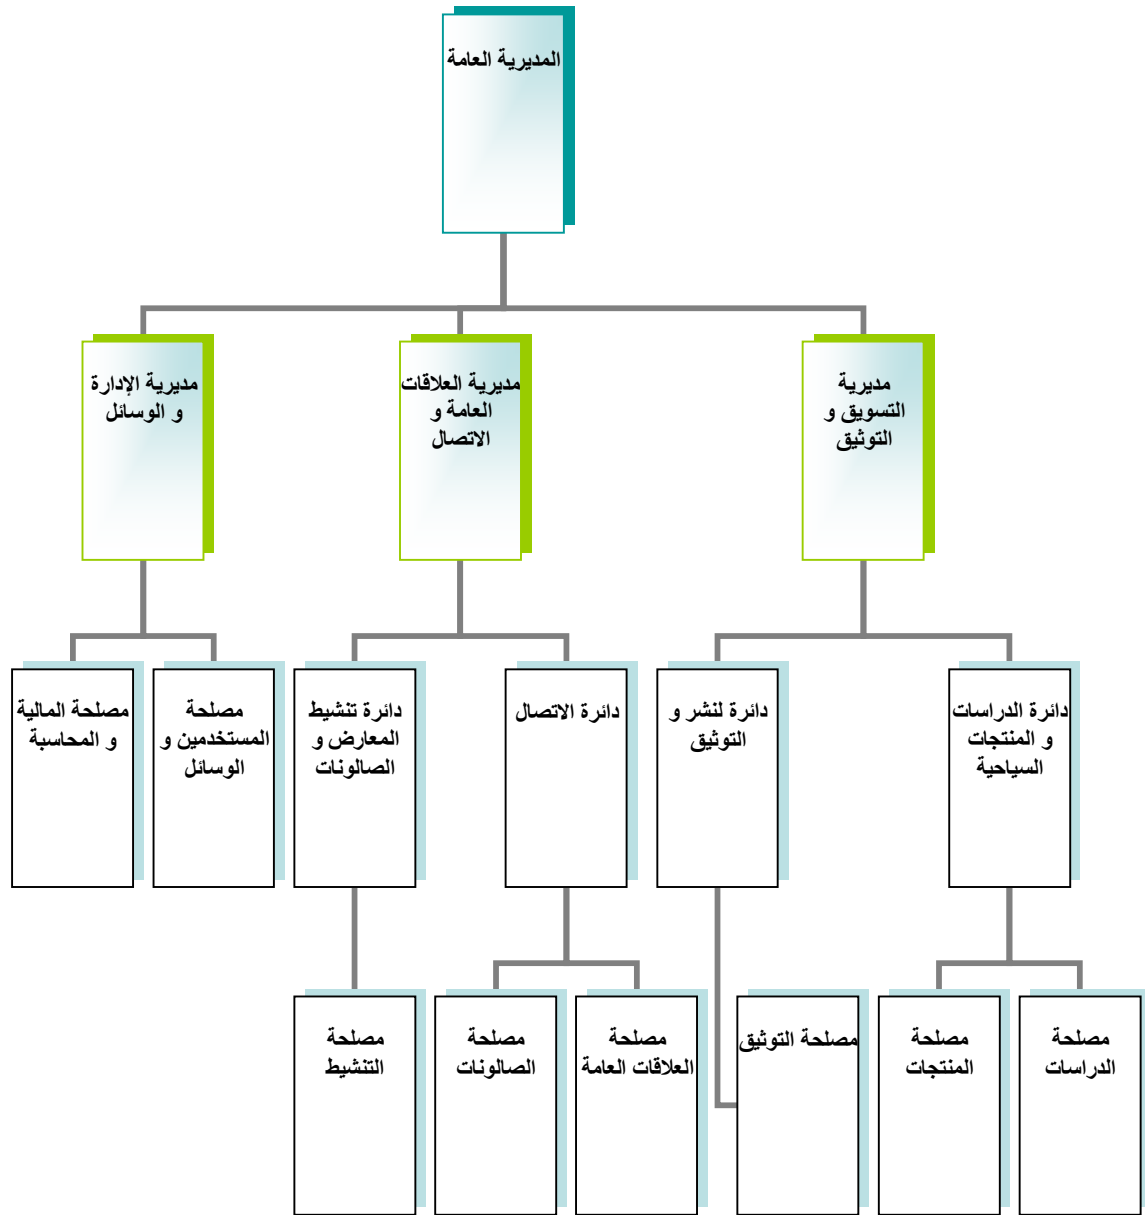 المديرية العامة
مديرية
التسويق و
التوثيق
مديرية العلاقات
العامة و
الاتصال
مديرية الإدارة
و الوسائل
دائرة الدراسات
و المنتجات
السياحية
دائرة لنشر و
التوثيق
دائرة الاتصال
دائرة تنشيط
المعارض و
الصالونات
مصلحة
المستخدمين و
الوسائل
مصلحة المالية
و المحاسبة
مصلحة
الدراسات
مصلحة
المنتجات
مصلحة التوثيق
مصلحة
العلاقات العامة
مصلحة
الصالونات
مصلحة
التنشيط